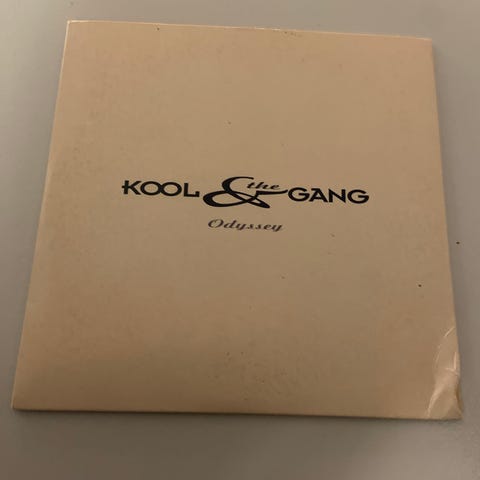 KOOL & the GANG
Odyssey